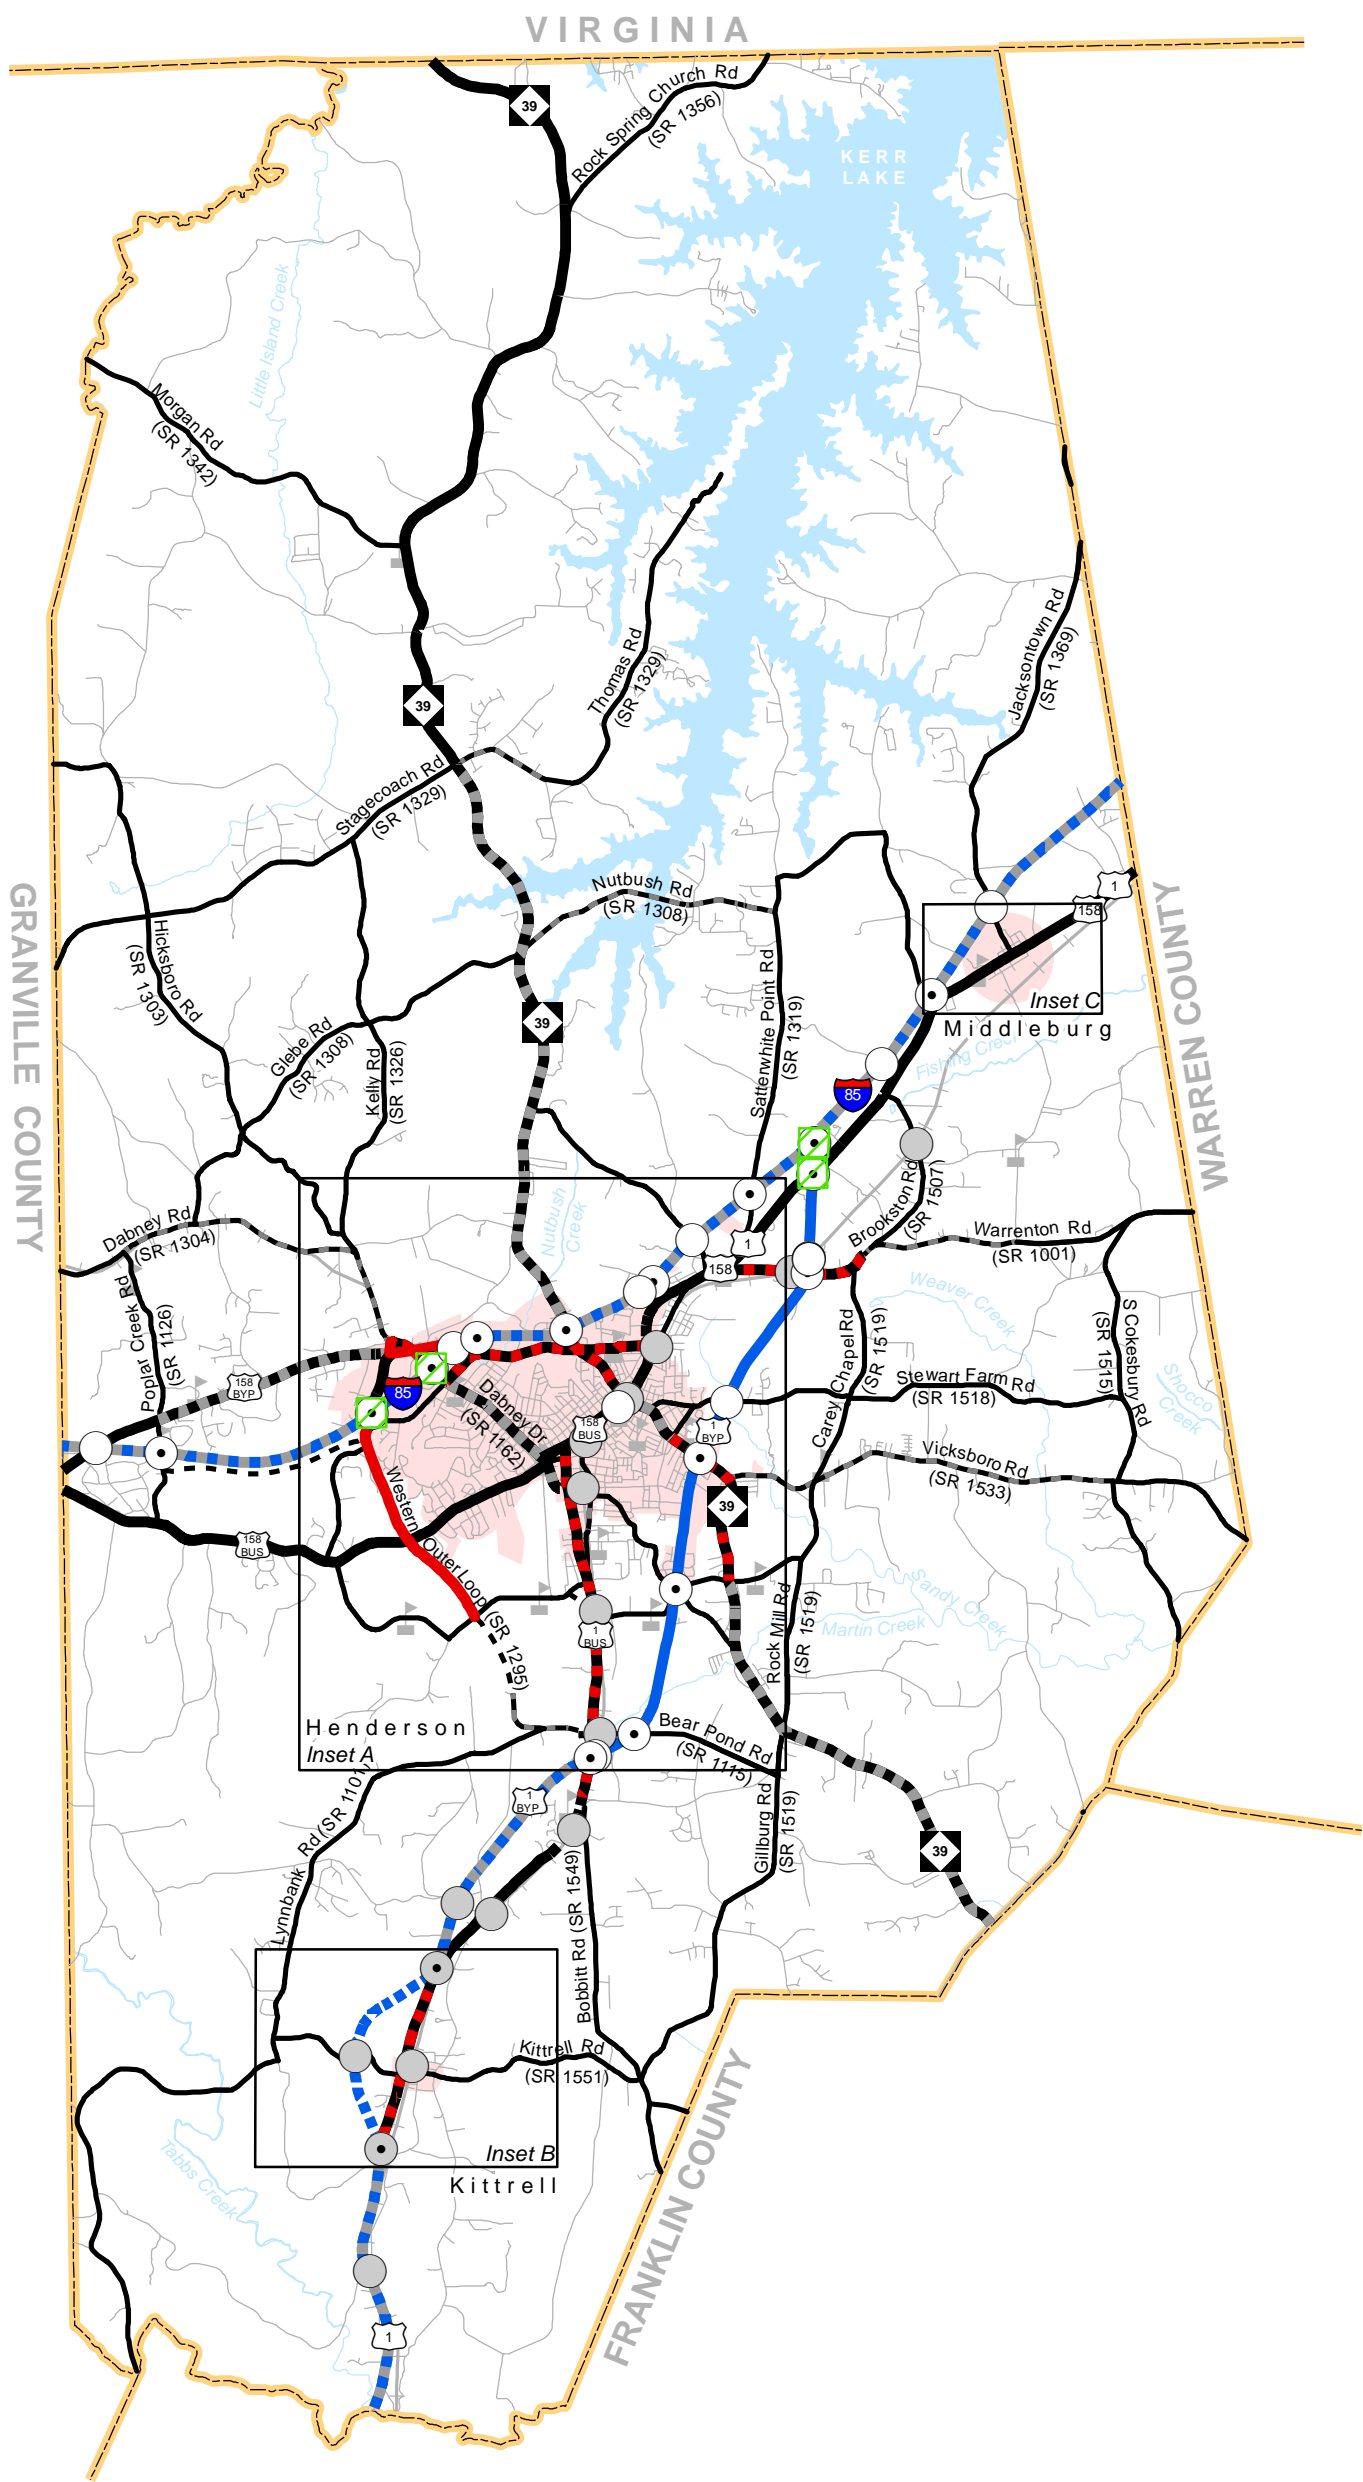 VIRGINIA
39
Rock Spring Church Rd
(SR 1356)
KERR
LAKE
Little Island Creek
Morgan Rd
(SR 1342)
Thomas Rd
(SR 1329)
Jacksontown Rd
(SR 1369)
39
Stagecoach Rd
(SR 1329)
Nutbush Rd
(SR 1308)
1
158
GRANVILLE COUNTY
WARREN COUNTY
Hicksboro Rd
(SR 1303)
Satterwhite Point Rd
(SR 1319)
Inset C
Middleburg
39
Glebe Rd
(SR 1308)
Kelly Rd
(SR 1326)
Fishing Creek
85
Brookston Rd
(SR 1507)
Nutbush
Creek
Dabney Rd
(SR 1304)
Warrenton Rd
(SR 1001)
1
158
Weaver Creek
Poplar Creek Rd
(SR 1126)
Carey Chapel Rd
(SR 1519)
S Cokesbury Rd
(SR 1515)
Shocco
Creek
158
BYP
85
Dabney Dr
(SR 1162)
Stewart Farm Rd
(SR 1518)
158
BUS
1
BYP
Vicksboro Rd
(SR 1533)
39
Western Outer Loop (SR 1295)
158
BUS
Sandy Creek
Martin Creek
Rock Mill Rd
(SR 1519)
1
BUS
Henderson
Inset A
Bear Pond Rd
(SR 1115)
Lynnbank Rd (SR 1101)
1
BYP
Gillburg Rd
(SR 1519)
39
Bobbitt Rd (SR 1549)
Kittrell Rd
(SR 1551)
Inset B
Kittrell
Tabbs Creek
FRANKLIN COUNTY
1